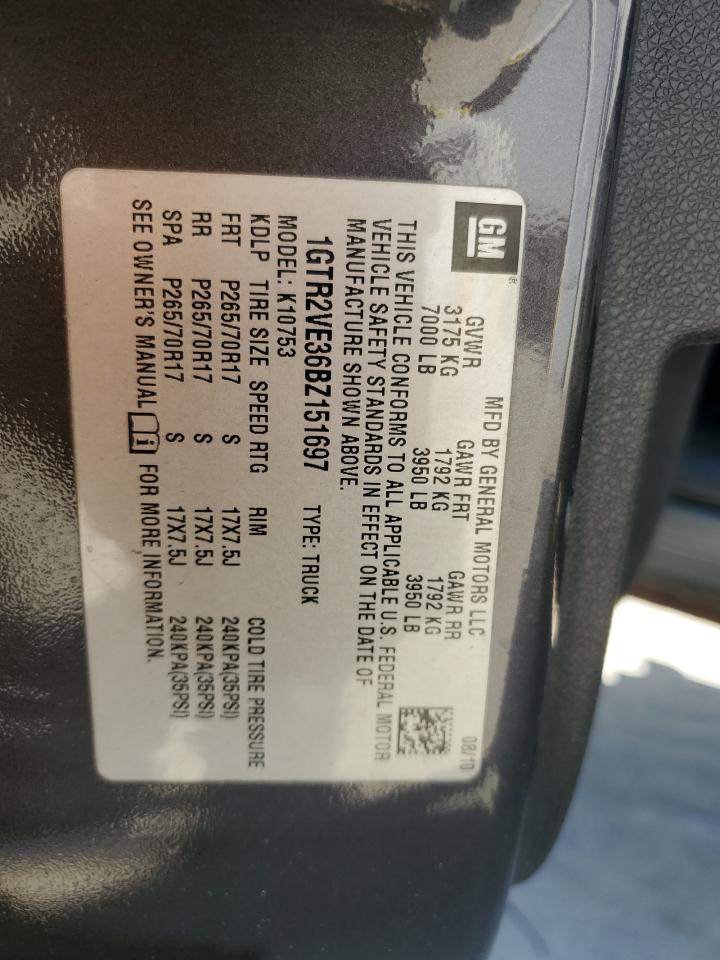 GM
MFD BY GENERAL MOTORS LLC 08/10
GVWR GAWR FRT GAWR RR
3175 KG 1792 KG 1792 KG
7000 LB 3950 LB 3950 LB
THIS VEHICLE CONFORMS TO ALL APPLICABLE U.S. FEDERAL MOTOR
VEHICLE SAFETY STANDARDS IN EFFECT ON THE DATE OF
MANUFACTURE SHOWN ABOVE.
1GTR2VE36BZ151697 TYPE: TRUCK
MODEL: K10753
KDLP TIRE SIZE SPEED RTG RIM COLD TIRE PRESSURE
FRT P265/70R17 S 17X7.5J 240KPA(35PSI)
RR P265/70R17 S 17X7.5J 240KPA(35PSI)
SPA P265/70R17 S 17X7.5J 240KPA(35PSI)
SEE OWNER'S MANUAL FOR MORE INFORMATION.